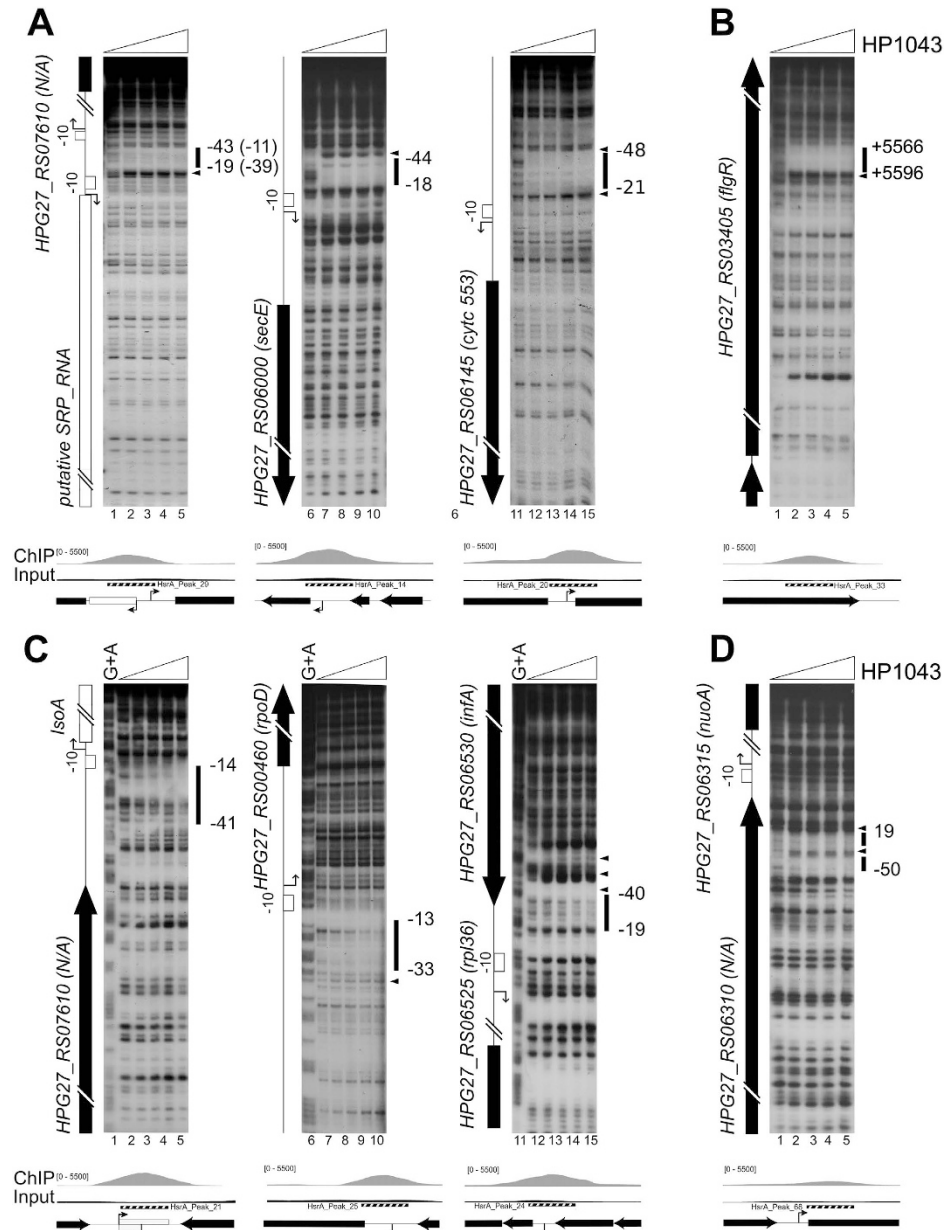 A
B
HP1043
HPG27_RS07610 (N/A)
-10
-10
putative SRP_RNA
-43 (-11)
-19 (-39)
HPG27_RS06000 (secE)
-10
-44
-18
HPG27_RS06145 (cytc 553)
-10
-48
-21
HPG27_RS03405 (flgR)
+5566
+5596
1 2 3 4 5
6 7 8 9 10
6
11 12 13 14 15
1 2 3 4 5
ChIP [0 - 5500] [0 - 5500] [0 - 5500] [0 - 5500]
Input
HsrA_Peak_29
HsrA_Peak_14
HsrA_Peak_20
HsrA_Peak_33
C
D
G+A
G+A
G+A
HP1043
IsoA
-10
HPG27_RS07610 (N/A)
-14
-41
HPG27_RS00460 (rpoD)
-10
-13
-33
HPG27_RS06530 (infA)
-10
HPG27_RS06525 (rpl36)
-40
-19
HPG27_RS06315 (nuoA)
-10
HPG27_RS06310 (N/A)
19
-50
1 2 3 4 5
6 7 8 9 10
11 12 13 14 15
1 2 3 4 5
ChIP [0 - 5500] [0 - 5500] [0 - 5500] [0 - 5500]
Input
HsrA_Peak_21
HsrA_Peak_25
HsrA_Peak_24
HsrA_Peak_68